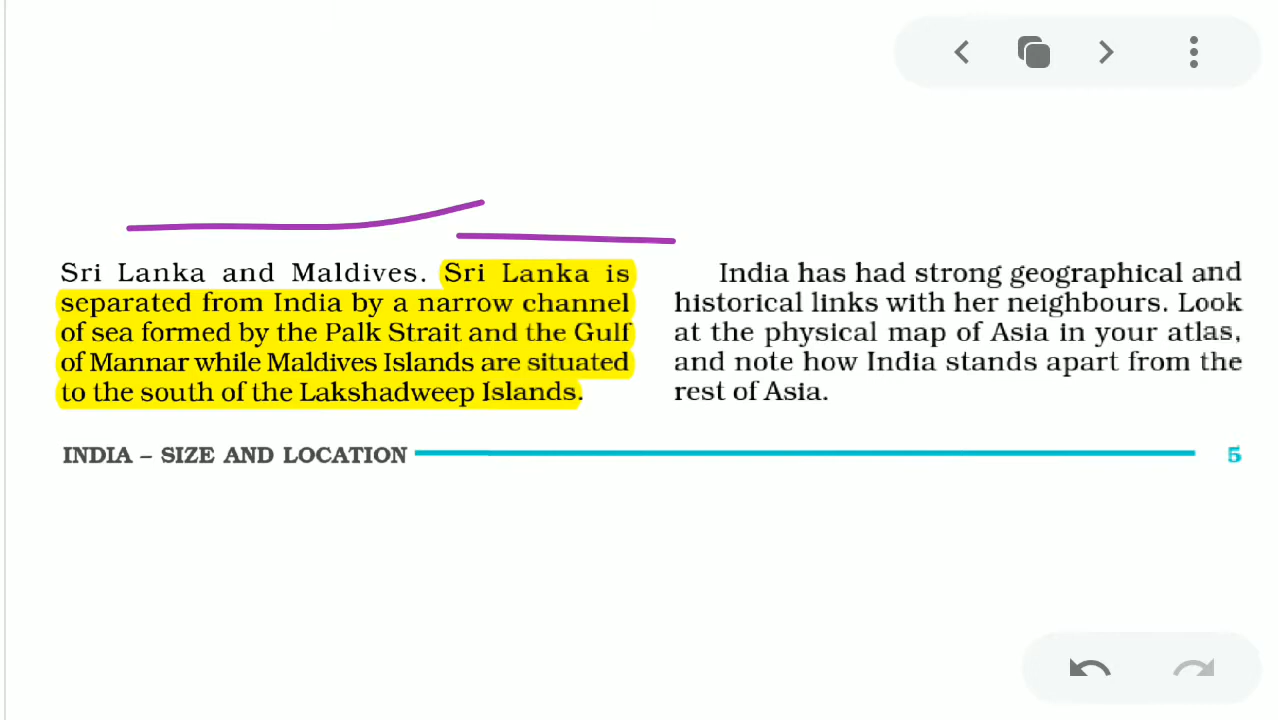 Sri Lanka and Maldives. Sri Lanka is
separated from India by a narrow channel
of sea formed by the Palk Strait and the Gulf
of Mannar while Maldives Islands are situated
to the south of the Lakshadweep Islands.
India has had strong geographical and
historical links with her neighbours. Look
at the physical map of Asia in your atlas,
and note how India stands apart from the
rest of Asia.
INDIA – SIZE AND LOCATION 5